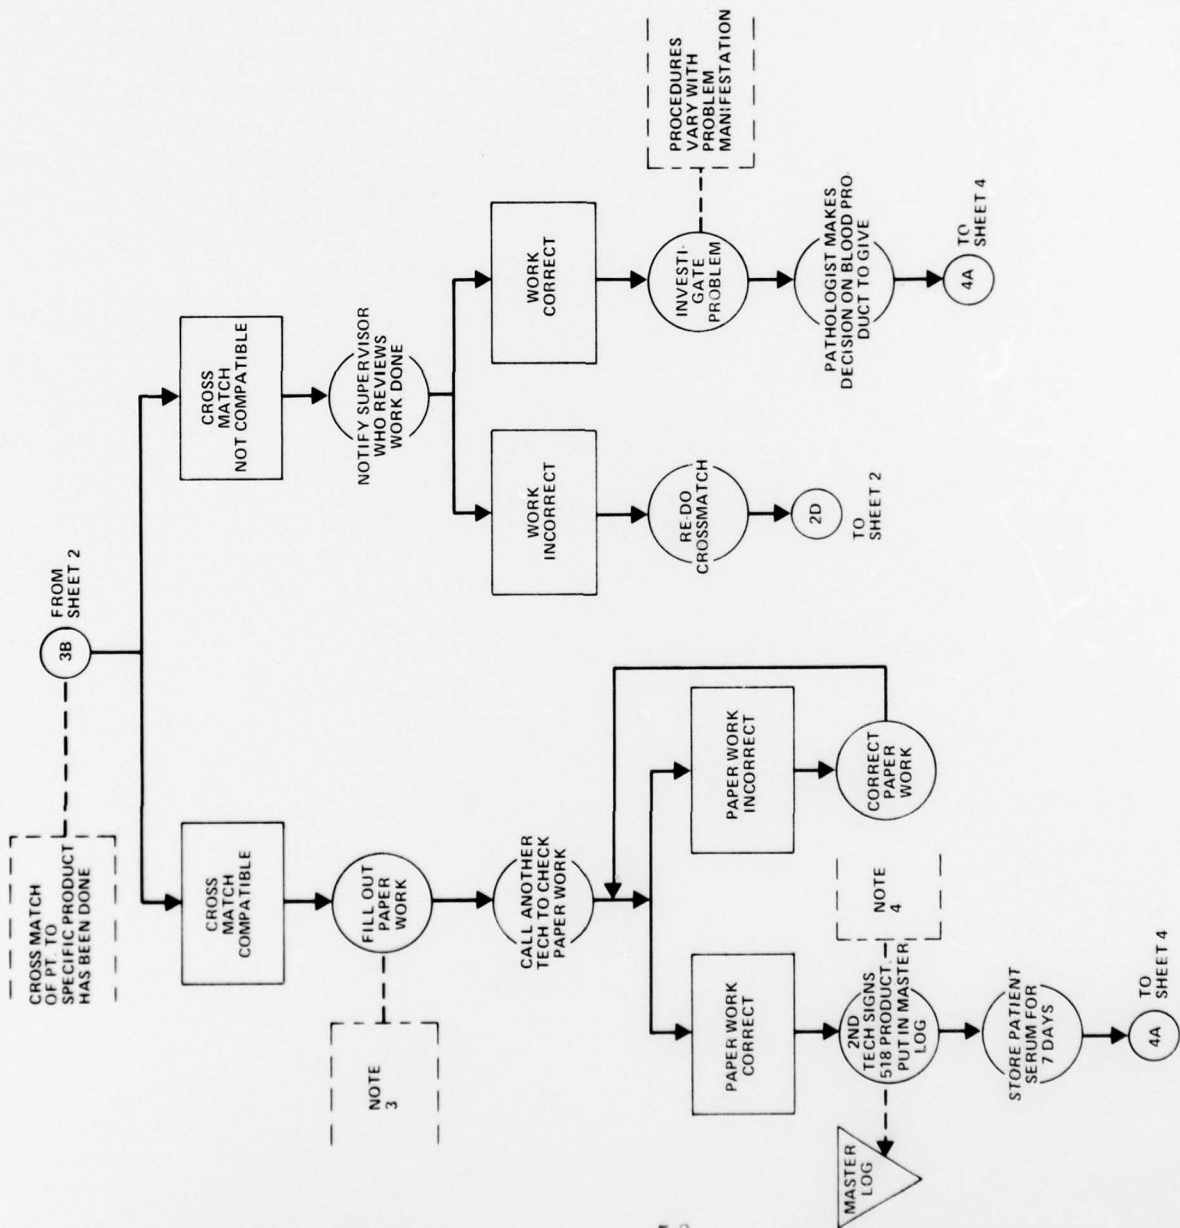 CROSS MATCH
OF PT. TO
SPECIFIC PRODUCT
HAS BEEN DONE
3B
FROM
SHEET 2
CROSS
MATCH
COMPATIBLE
CROSS
MATCH
NOT COMPATIBLE
NOTE
3
FILL OUT
PAPER
WORK
NOTIFY SUPERVISOR
WHO REVIEWS
WORK DONE
CALL ANOTHER
TECH TO CHECK
PAPER WORK
WORK
INCORRECT
WORK
CORRECT
PAPER WORK
CORRECT
PAPER WORK
INCORRECT
RE-DO
CROSSMATCH
INVESTI-
GATE
PROBLEM
PROCEDURES
VARY WITH
PROBLEM
MANIFESTATION
MASTER
LOG
2ND
TECH SIGNS
518 PRODUCT.
PUT IN MASTER
LOG
NOTE
4
CORRECT
PAPER
WORK
2D
TO
SHEET 2
PATHOLOGIST MAKES
DECISION ON BLOOD PRO-
DUCT TO GIVE
STORE PATIENT
SERUM FOR
7 DAYS
4A
TO
SHEET 4
4A
TO
SHEET 4